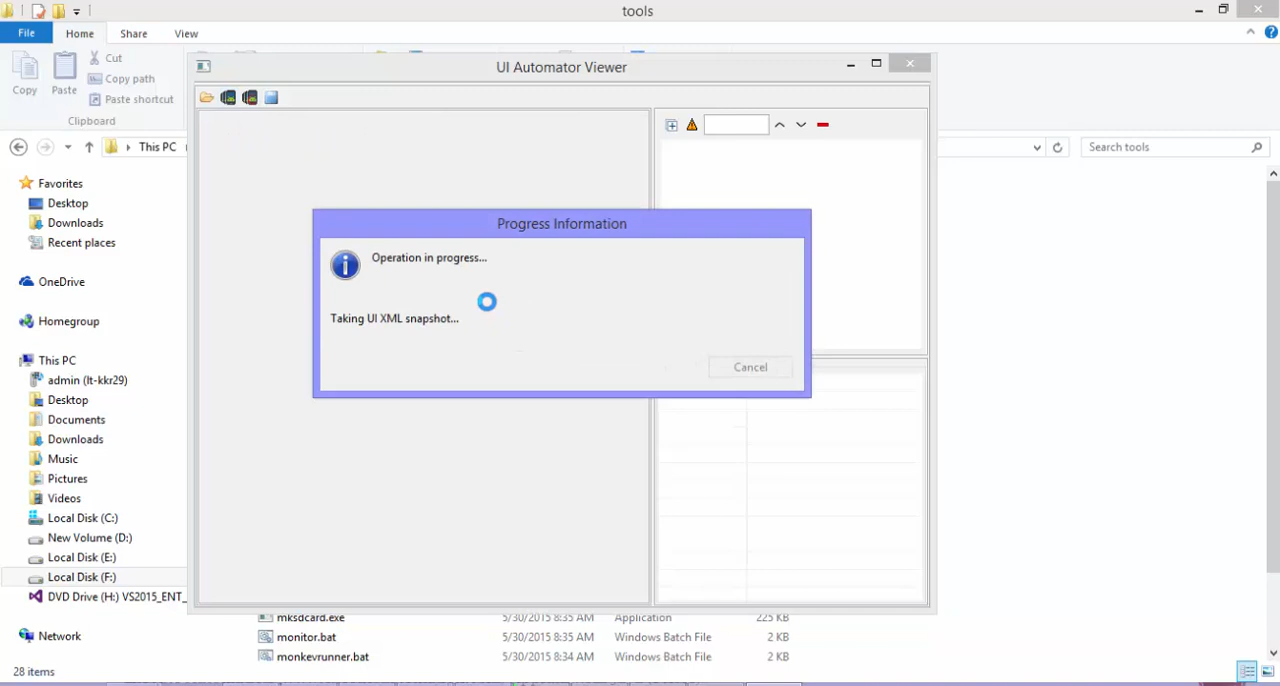 tools
File Home Share View
Copy
Paste
Cut
Copy path
Paste shortcut
Clipboard
UI Automator Viewer
This PC
Search tools
Favorites
Desktop
Downloads
Recent places
OneDrive
Homegroup
This PC
admin (lt-kkr29)
Desktop
Documents
Downloads
Music
Pictures
Videos
Local Disk (C:)
New Volume (D:)
Local Disk (E:)
Local Disk (F:)
DVD Drive (H:) VS2015_ENT_
Network
Progress Information
Operation in progress...
Taking UI XML snapshot...
Cancel
mksdcard.exe 5/30/2015 8:35 AM Application 225 KB
monitor.bat 5/30/2015 8:35 AM Windows Batch File 2 KB
monkeyrunner.bat 5/30/2015 8:34 AM Windows Batch File 2 KB
28 items